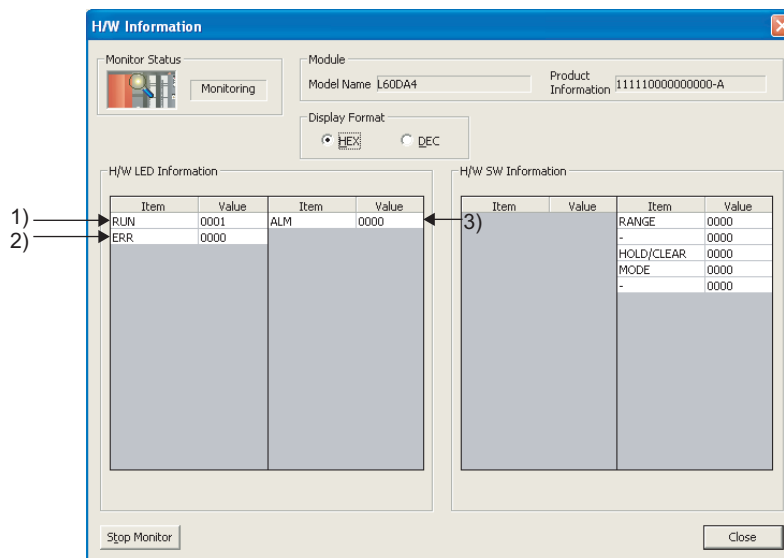 H/W Information
Monitor Status
Monitoring
Module
Model Name L60DA4
Product Information 111110000000000-A
Display Format
HEX DEC
H/W LED Information
Item Value Item Value
1) RUN 0001 ALM 0000 3)
2) ERR 0000
H/W SW Information
Item Value Item Value
RANGE 0000
- 0000
HOLD/CLEAR 0000
MODE 0000
- 0000
Stop Monitor
Close